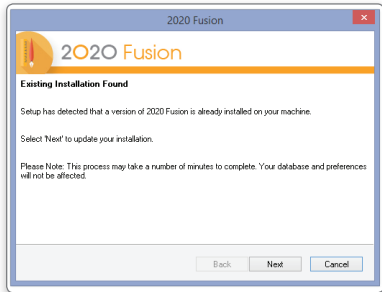 2020 Fusion
2020 Fusion
Existing Installation Found
Setup has detected that a version of 2020 Fusion is already installed on your machine.
Select 'Next' to update your installation.
Please Note: This process may take a number of minutes to complete. Your database and preferences
will not be affected.
Back Next Cancel